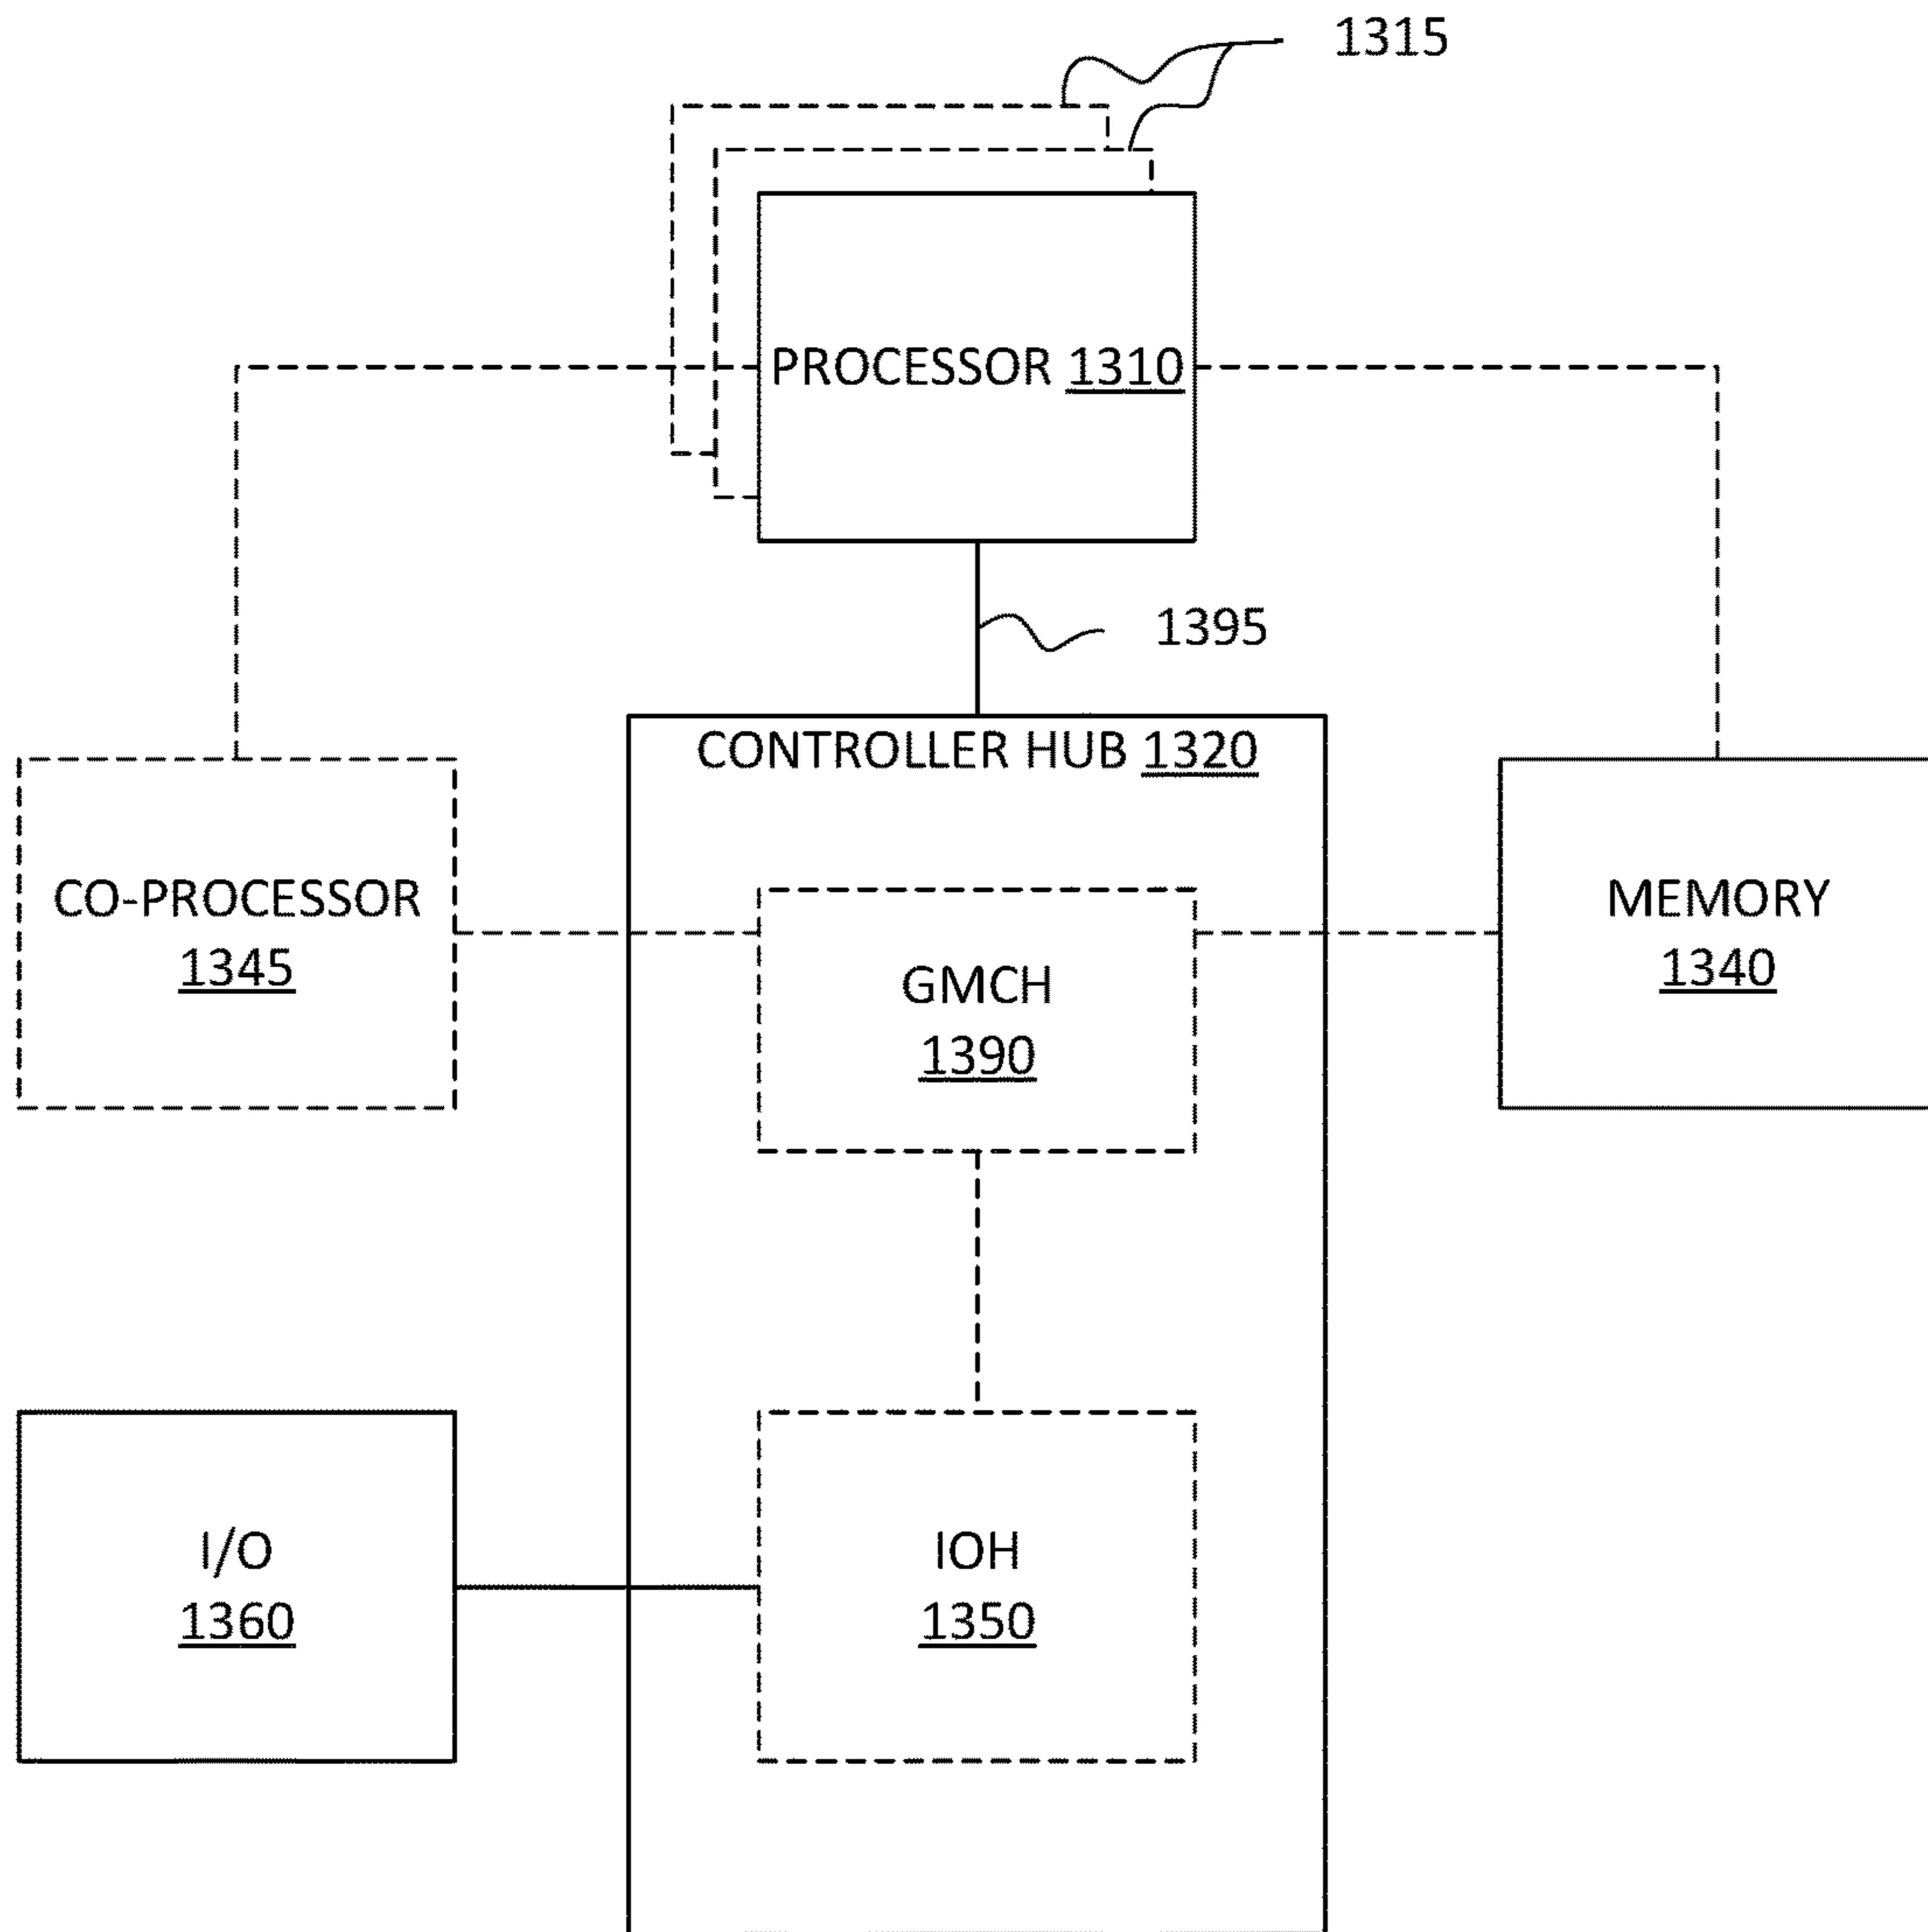 1315
PROCESSOR 1310
1395
CONTROLLER HUB 1320
CO-PROCESSOR
1345
GMCH
1390
MEMORY
1340
I/O
1360
IOH
1350